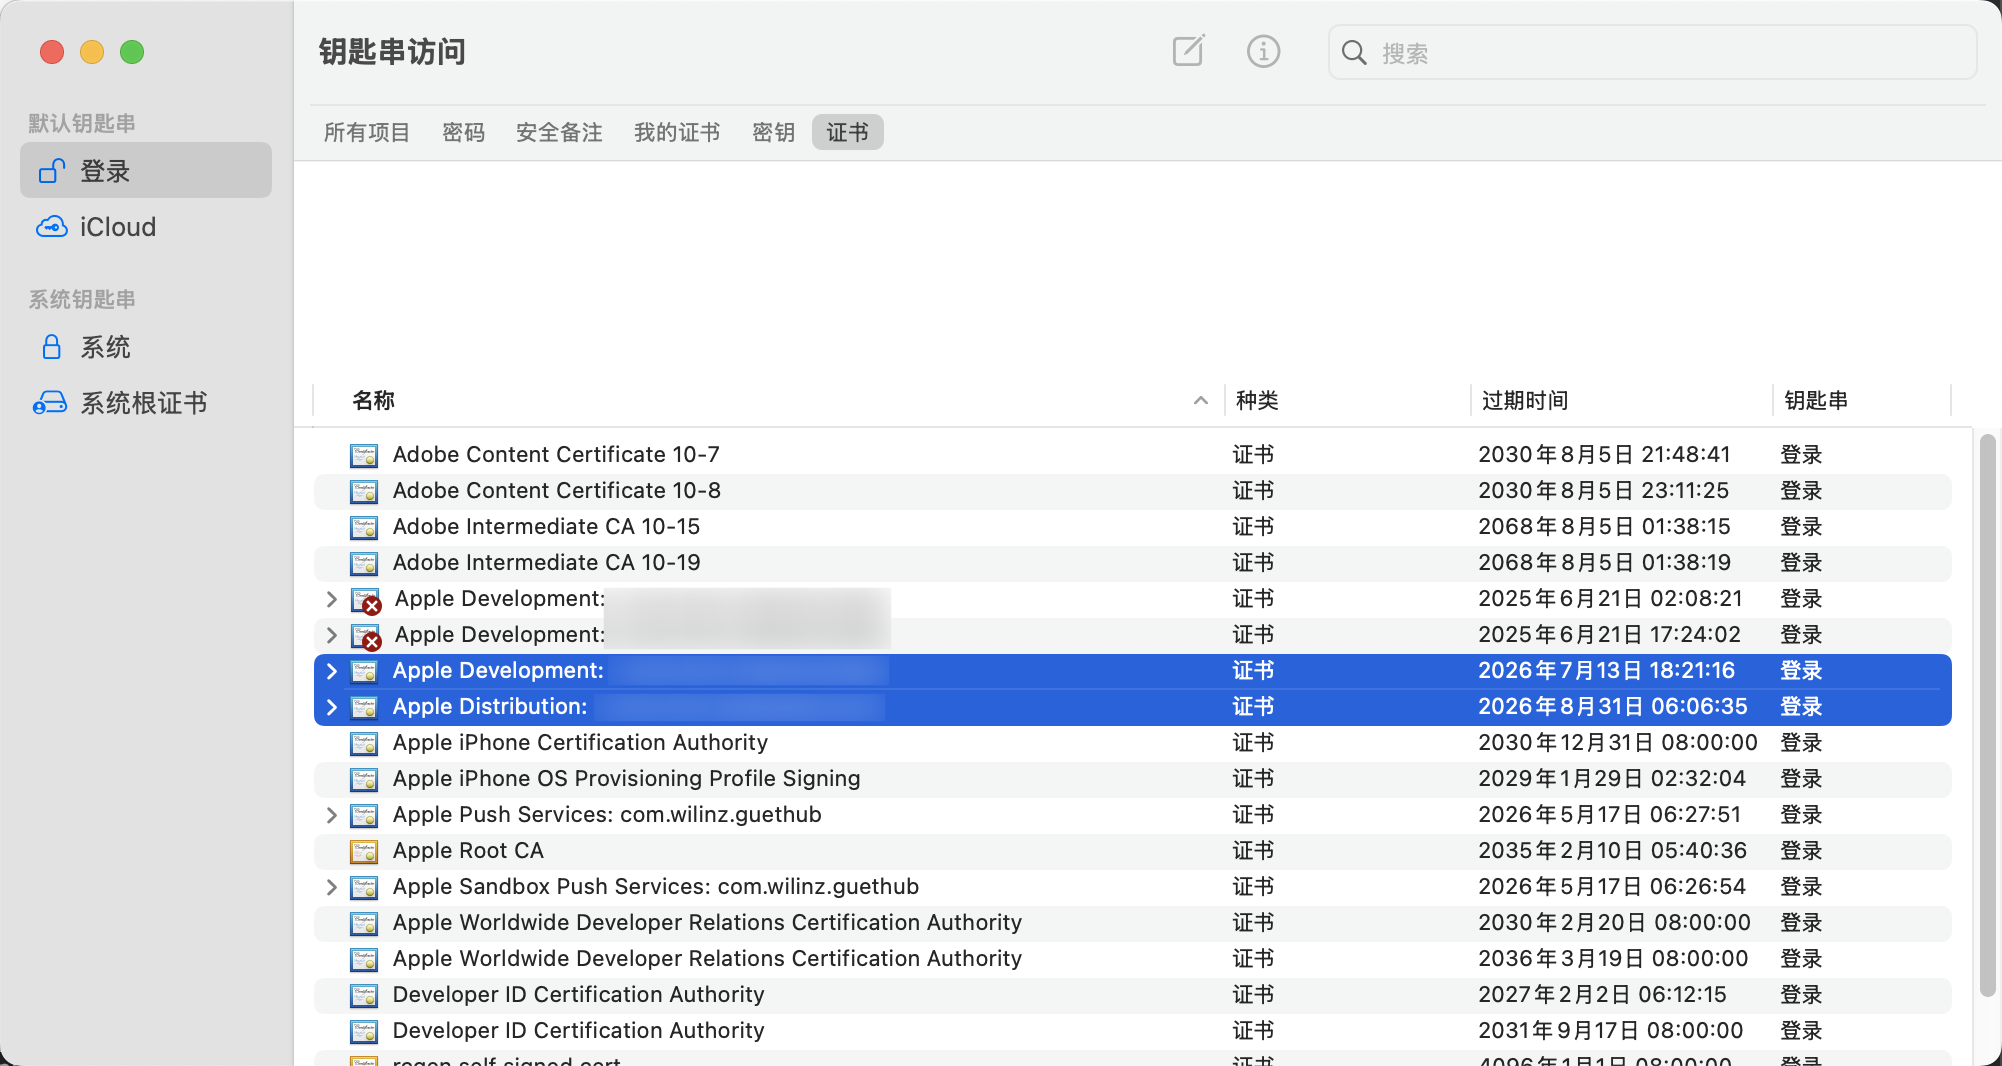 钥匙串访问
搜索
默认钥匙串
登录
iCloud
系统钥匙串
系统
系统根证书
所有项目 密码 安全备注 我的证书 密钥 证书
名称 种类 过期时间 钥匙串
Adobe Content Certificate 10-7 证书 2030年8月5日 21:48:41 登录
Adobe Content Certificate 10-8 证书 2030年8月5日 23:11:25 登录
Adobe Intermediate CA 10-15 证书 2068年8月5日 01:38:15 登录
Adobe Intermediate CA 10-19 证书 2068年8月5日 01:38:19 登录
Apple Development: 证书 2025年6月21日 02:08:21 登录
Apple Development: 证书 2025年6月21日 17:24:02 登录
Apple Development: 证书 2026年7月13日 18:21:16 登录
Apple Distribution: 证书 2026年8月31日 06:06:35 登录
Apple iPhone Certification Authority 证书 2030年12月31日 08:00:00 登录
Apple iPhone OS Provisioning Profile Signing 证书 2029年1月29日 02:32:04 登录
Apple Push Services: com.wilinz.guethub 证书 2026年5月17日 06:27:51 登录
Apple Root CA 证书 2035年2月10日 05:40:36 登录
Apple Sandbox Push Services: com.wilinz.guethub 证书 2026年5月17日 06:26:54 登录
Apple Worldwide Developer Relations Certification Authority 证书 2030年2月20日 08:00:00 登录
Apple Worldwide Developer Relations Certification Authority 证书 2036年3月19日 08:00:00 登录
Developer ID Certification Authority 证书 2027年2月2日 06:12:15 登录
Developer ID Certification Authority 证书 2031年9月17日 08:00:00 登录
证书 4096年1月1日 08:00:00 登录